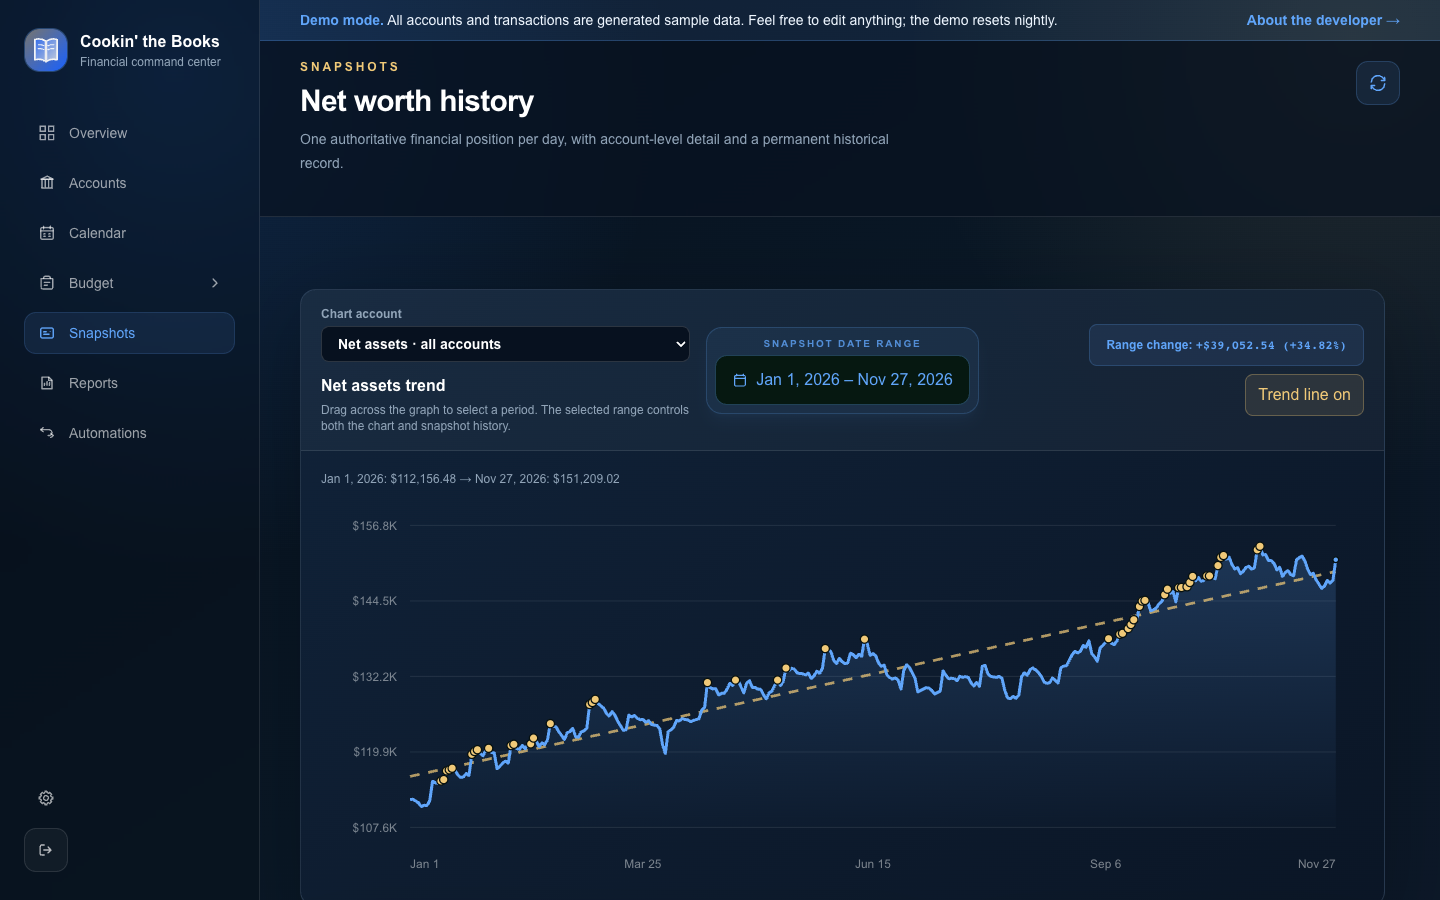 Cookin' the Books
Financial command center
Overview
Accounts
Calendar
Budget
Snapshots
Reports
Automations
Demo mode. All accounts and transactions are generated sample data. Feel free to edit anything; the demo resets nightly.
About the developer →
SNAPSHOTS
Net worth history
One authoritative financial position per day, with account-level detail and a permanent historical
record.
Chart account
Net assets · all accounts
Net assets trend
Drag across the graph to select a period. The selected range controls
both the chart and snapshot history.
SNAPSHOT DATE RANGE
Jan 1, 2026 – Nov 27, 2026
Range change: +$39,052.54 (+34.82%)
Trend line on
Jan 1, 2026: $112,156.48 → Nov 27, 2026: $151,209.02
$156.8K
$144.5K
$132.2K
$119.9K
$107.6K
Jan 1
Mar 25
Jun 15
Sep 6
Nov 27